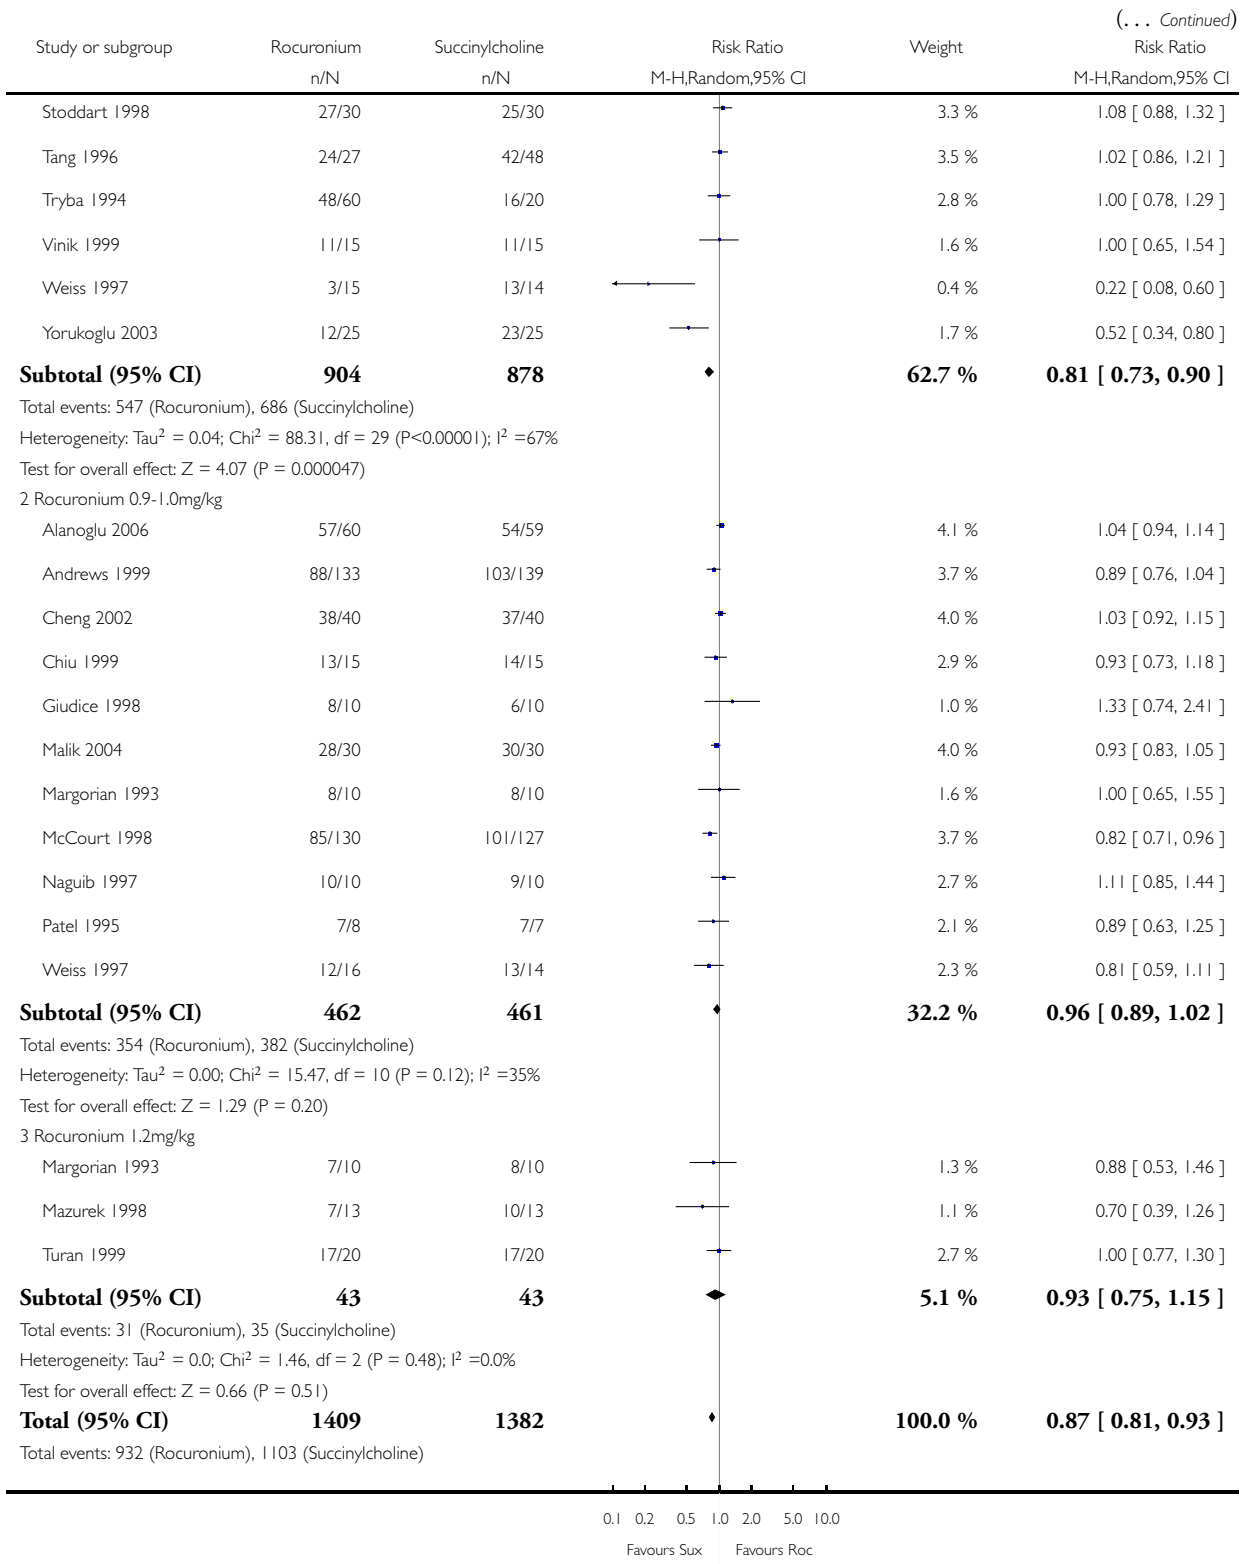 (... Continued)
Study or subgroup Rocuronium Succinylcholine Risk Ratio Weight Risk Ratio
n/N n/N M-H,Random,95% CI M-H,Random,95% CI
Stoddart 1998 27/30 25/30 3.3 % 1.08 [ 0.88, 1.32 ]
Tang 1996 24/27 42/48 3.5 % 1.02 [ 0.86, 1.21 ]
Tryba 1994 48/60 16/20 2.8 % 1.00 [ 0.78, 1.29 ]
Vinik 1999 11/15 11/15 1.6 % 1.00 [ 0.65, 1.54 ]
Weiss 1997 3/15 13/14 0.4 % 0.22 [ 0.08, 0.60 ]
Yorukoglu 2003 12/25 23/25 1.7 % 0.52 [ 0.34, 0.80 ]
Subtotal (95% CI) 904 878 62.7 % 0.81 [ 0.73, 0.90 ]
Total events: 547 (Rocuronium), 686 (Succinylcholine)
Heterogeneity: Tau² = 0.04; Chi² = 88.31, df = 29 (P<0.00001); I² =67%
Test for overall effect: Z = 4.07 (P = 0.000047)
2 Rocuronium 0.9-1.0mg/kg
Alanoglu 2006 57/60 54/59 4.1 % 1.04 [ 0.94, 1.14 ]
Andrews 1999 88/133 103/139 3.7 % 0.89 [ 0.76, 1.04 ]
Cheng 2002 38/40 37/40 4.0 % 1.03 [ 0.92, 1.15 ]
Chiu 1999 13/15 14/15 2.9 % 0.93 [ 0.73, 1.18 ]
Giudice 1998 8/10 6/10 1.0 % 1.33 [ 0.74, 2.41 ]
Malik 2004 28/30 30/30 4.0 % 0.93 [ 0.83, 1.05 ]
Margorian 1993 8/10 8/10 1.6 % 1.00 [ 0.65, 1.55 ]
McCourt 1998 85/130 101/127 3.7 % 0.82 [ 0.71, 0.96 ]
Naguib 1997 10/10 9/10 2.7 % 1.11 [ 0.85, 1.44 ]
Patel 1995 7/8 7/7 2.1 % 0.89 [ 0.63, 1.25 ]
Weiss 1997 12/16 13/14 2.3 % 0.81 [ 0.59, 1.11 ]
Subtotal (95% CI) 462 461 32.2 % 0.96 [ 0.89, 1.02 ]
Total events: 354 (Rocuronium), 382 (Succinylcholine)
Heterogeneity: Tau² = 0.00; Chi² = 15.47, df = 10 (P = 0.12); I² =35%
Test for overall effect: Z = 1.29 (P = 0.20)
3 Rocuronium 1.2mg/kg
Margorian 1993 7/10 8/10 1.3 % 0.88 [ 0.53, 1.46 ]
Mazurek 1998 7/13 10/13 1.1 % 0.70 [ 0.39, 1.26 ]
Turan 1999 17/20 17/20 2.7 % 1.00 [ 0.77, 1.30 ]
Subtotal (95% CI) 43 43 5.1 % 0.93 [ 0.75, 1.15 ]
Total events: 31 (Rocuronium), 35 (Succinylcholine)
Heterogeneity: Tau² = 0.0; Chi² = 1.46, df = 2 (P = 0.48); I² =0.0%
Test for overall effect: Z = 0.66 (P = 0.51)
Total (95% CI) 1409 1382 100.0 % 0.87 [ 0.81, 0.93 ]
Total events: 932 (Rocuronium), 1103 (Succinylcholine)
0.1 0.2 0.5 1.0 2.0 5.0 10.0
Favours Sux Favours Roc